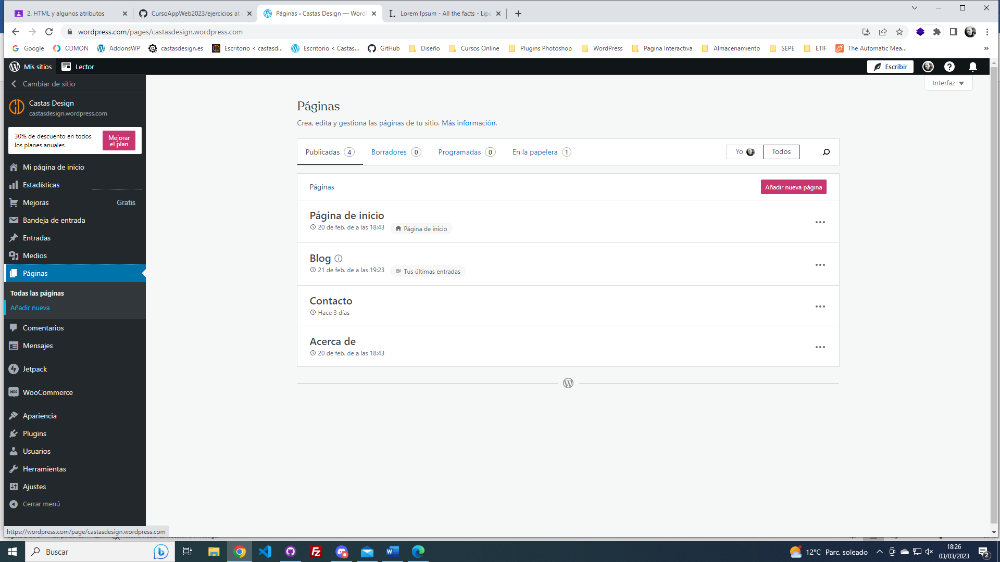 2. HTML y algunos atributos
CursoAppWeb2023/ejercicios at
Páginas ‹ Castas Design — Word
Lorem Ipsum - All the facts - Lips
wordpress.com/pages/castasdesign.wordpress.com
Google
CDMON
AddonsWP
castasdesign.es
Escritorio < castasd...
Escritorio < Castas...
GitHub
Diseño
Cursos Online
Plugins Photoshop
WordPress
Pagina Interactiva
Almacenamiento
SEPE
ETIF
The Automatic Mea...
»
Mis sitios
Lector
Escribir
Cambiar de sitio
Interfaz
Castas Design
castasdesign.wordpress.com
30% de descuento en todos
los planes anuales
Mejorar
el plan
Mi página de inicio
Estadísticas
Mejoras
Gratis
Bandeja de entrada
Entradas
Medios
Páginas
Todas las páginas
Añadir nueva
Comentarios
Mensajes
Jetpack
WooCommerce
Apariencia
Plugins
Usuarios
Herramientas
Ajustes
Cerrar menú
Páginas
Crea, edita y gestiona las páginas de tu sitio. Más información.
Publicadas 4
Borradores 0
Programadas 0
En la papelera 1
Yo
Todos
Páginas
Añadir nueva página
Página de inicio
20 de feb. de a las 18:43
Página de inicio
Blog
21 de feb. de a las 19:23
Tus últimas entradas
Contacto
Hace 3 días
Acerca de
20 de feb. de a las 18:43
https://wordpress.com/page/castasdesign.wordpress.com
Buscar
12°C Parc. soleado
18:26
03/03/2023
2